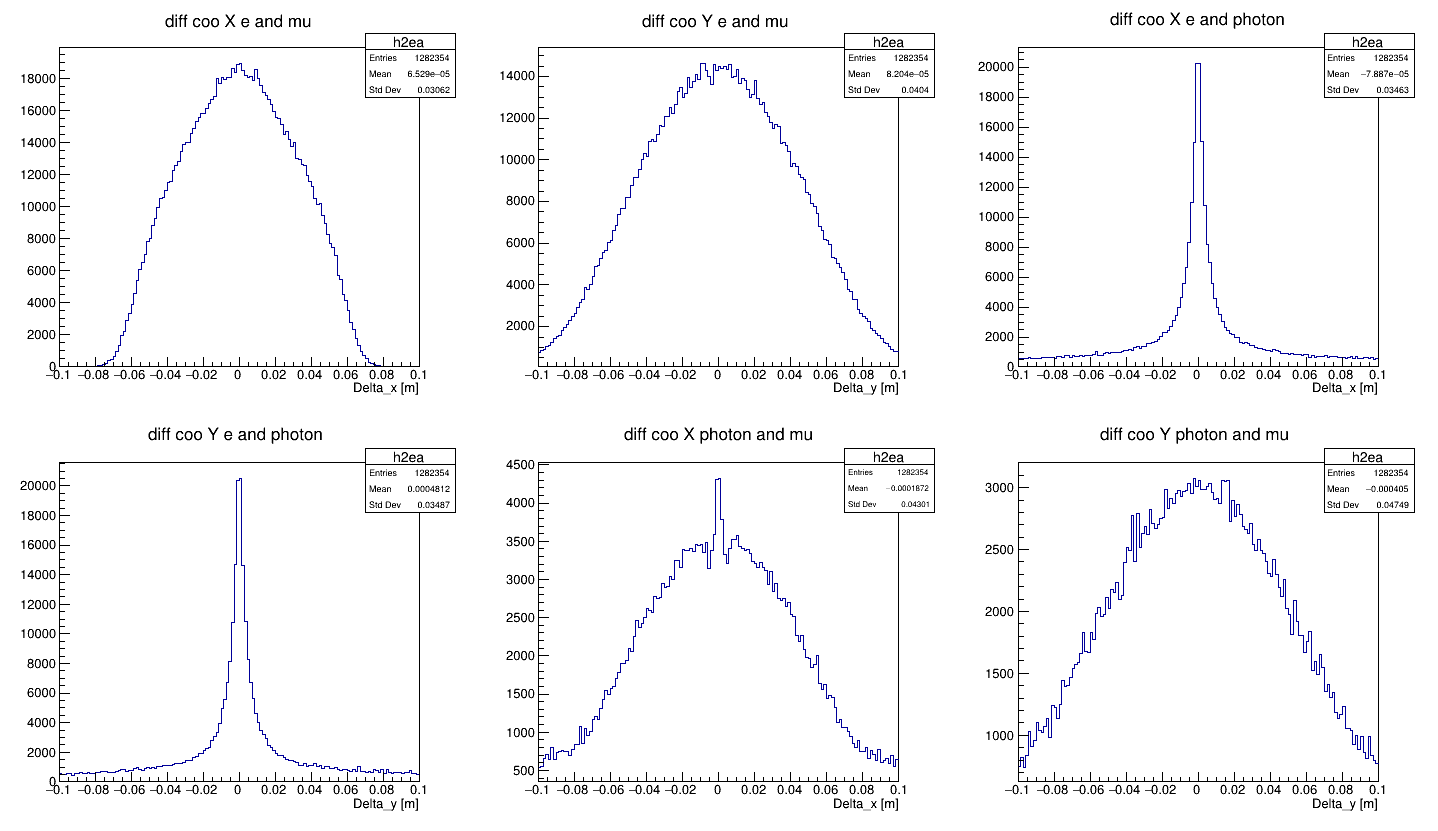 diff coo X e and mu
h2ea
Entries 1282354
Mean 6.529e−05
Std Dev 0.03062
18000
16000
14000
12000
10000
8000
6000
4000
2000
0
−0.1 −0.08 −0.06 −0.04 −0.02 0 0.02 0.04 0.06 0.08 0.1
Delta_x [m]
diff coo Y e and mu
h2ea
Entries 1282354
Mean 8.204e−05
Std Dev 0.0404
14000
12000
10000
8000
6000
4000
2000
−0.1 −0.08 −0.06 −0.04 −0.02 0 0.02 0.04 0.06 0.08 0.1
Delta_y [m]
diff coo X e and photon
h2ea
Entries 1282354
Mean −7.887e−05
Std Dev 0.03463
20000
18000
16000
14000
12000
10000
8000
6000
4000
2000
0
−0.1 −0.08 −0.06 −0.04 −0.02 0 0.02 0.04 0.06 0.08 0.1
Delta_x [m]
diff coo Y e and photon
h2ea
Entries 1282354
Mean 0.0004812
Std Dev 0.03487
20000
18000
16000
14000
12000
10000
8000
6000
4000
2000
0
−0.1 −0.08 −0.06 −0.04 −0.02 0 0.02 0.04 0.06 0.08 0.1
Delta_y [m]
diff coo X photon and mu
h2ea
Entries 1282354
Mean −0.0001872
Std Dev 0.04301
4500
4000
3500
3000
2500
2000
1500
1000
500
−0.1 −0.08 −0.06 −0.04 −0.02 0 0.02 0.04 0.06 0.08 0.1
Delta_x [m]
diff coo Y photon and mu
h2ea
Entries 1282354
Mean −0.000405
Std Dev 0.04749
3000
2500
2000
1500
1000
−0.1 −0.08 −0.06 −0.04 −0.02 0 0.02 0.04 0.06 0.08 0.1
Delta_y [m]